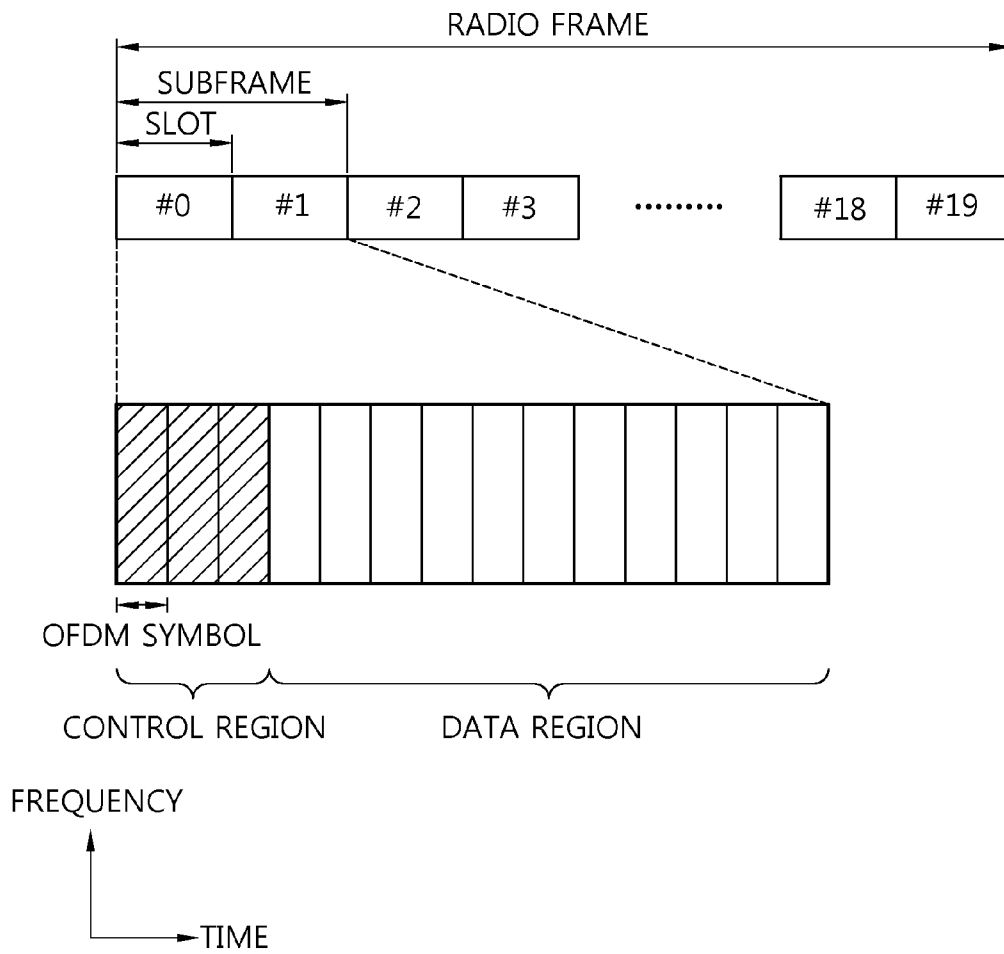 RADIO FRAME
SUBFRAME
SLOT
#0 #1 #2 #3 ......... #18 #19
OFDM SYMBOL
CONTROL REGION DATA REGION
FREQUENCY
TIME